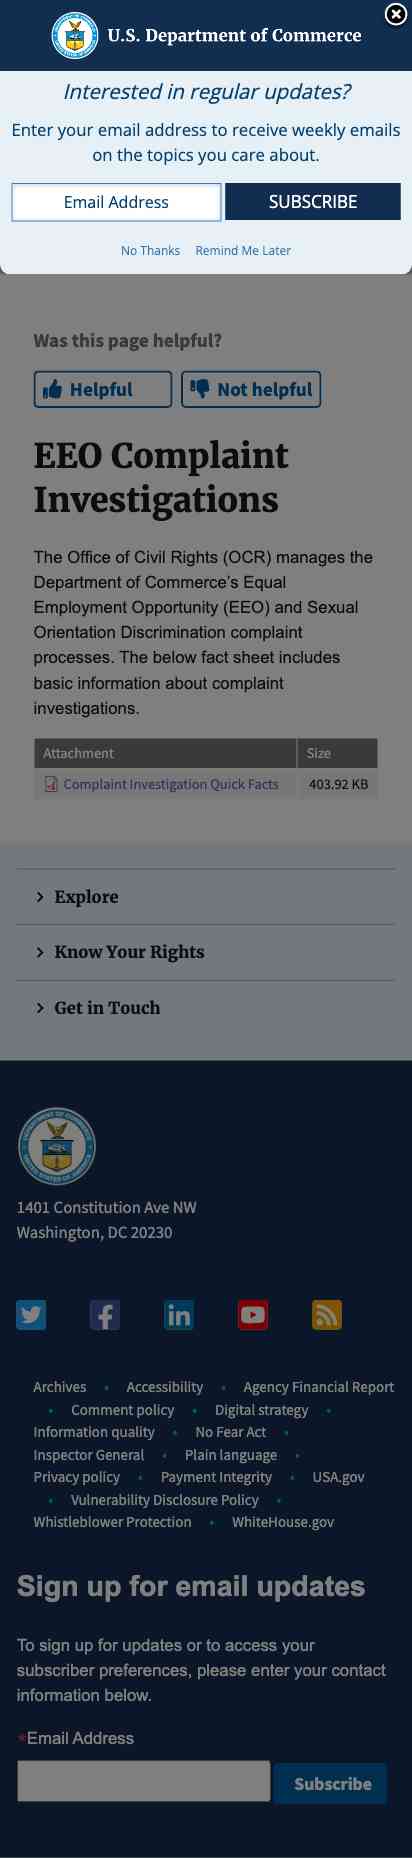 U.S. Department of Commerce
Interested in regular updates?
Enter your email address to receive weekly emails
on the topics you care about.
Email Address
SUBSCRIBE
No Thanks Remind Me Later
Was this page helpful?
Helpful Not helpful
EEO Complaint
Investigations
The Office of Civil Rights (OCR) manages the
Department of Commerce's Equal
Employment Opportunity (EEO) and Sexual
Orientation Discrimination complaint
processes. The below fact sheet includes
basic information about complaint
investigations.
Attachment Size
Complaint Investigation Quick Facts 403.92 KB
Explore
Know Your Rights
Get in Touch
1401 Constitution Ave NW
Washington, DC 20230
Archives • Accessibility • Agency Financial Report
• Comment policy • Digital strategy •
Information quality • No Fear Act •
Inspector General • Plain language •
Privacy policy • Payment Integrity • USA.gov
• Vulnerability Disclosure Policy •
Whistleblower Protection • WhiteHouse.gov
Sign up for email updates
To sign up for updates or to access your
subscriber preferences, please enter your contact
information below.
*Email Address
Subscribe